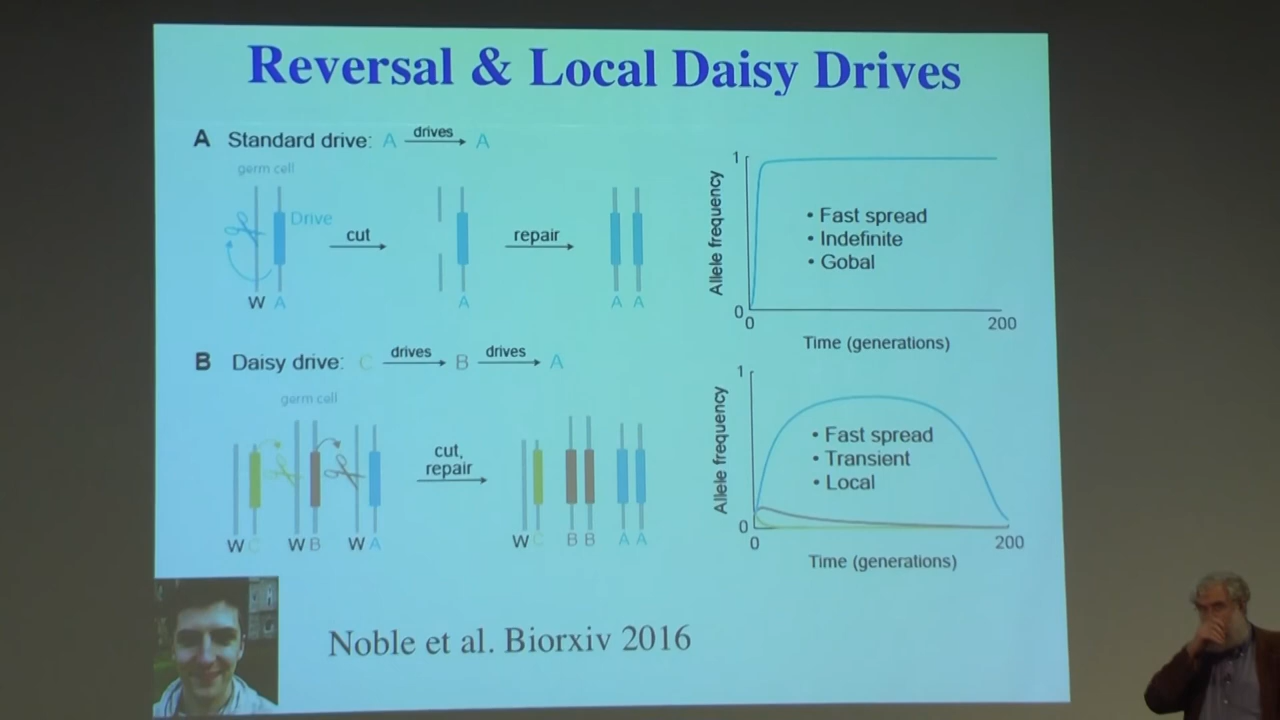 Reversal & Local Daisy Drives
A Standard drive: A drives A
germ cell
Drive
cut
repair
W A
A
A A
Allele frequency
1
0
0
200
• Fast spread
• Indefinite
• Gobal
Time (generations)
B Daisy drive: C drives B drives A
germ cell
cut,
repair
W C W B W A
W C B B A A
Allele frequency
1
0
0
200
• Fast spread
• Transient
• Local
Time (generations)
Noble et al. Biorxiv 2016